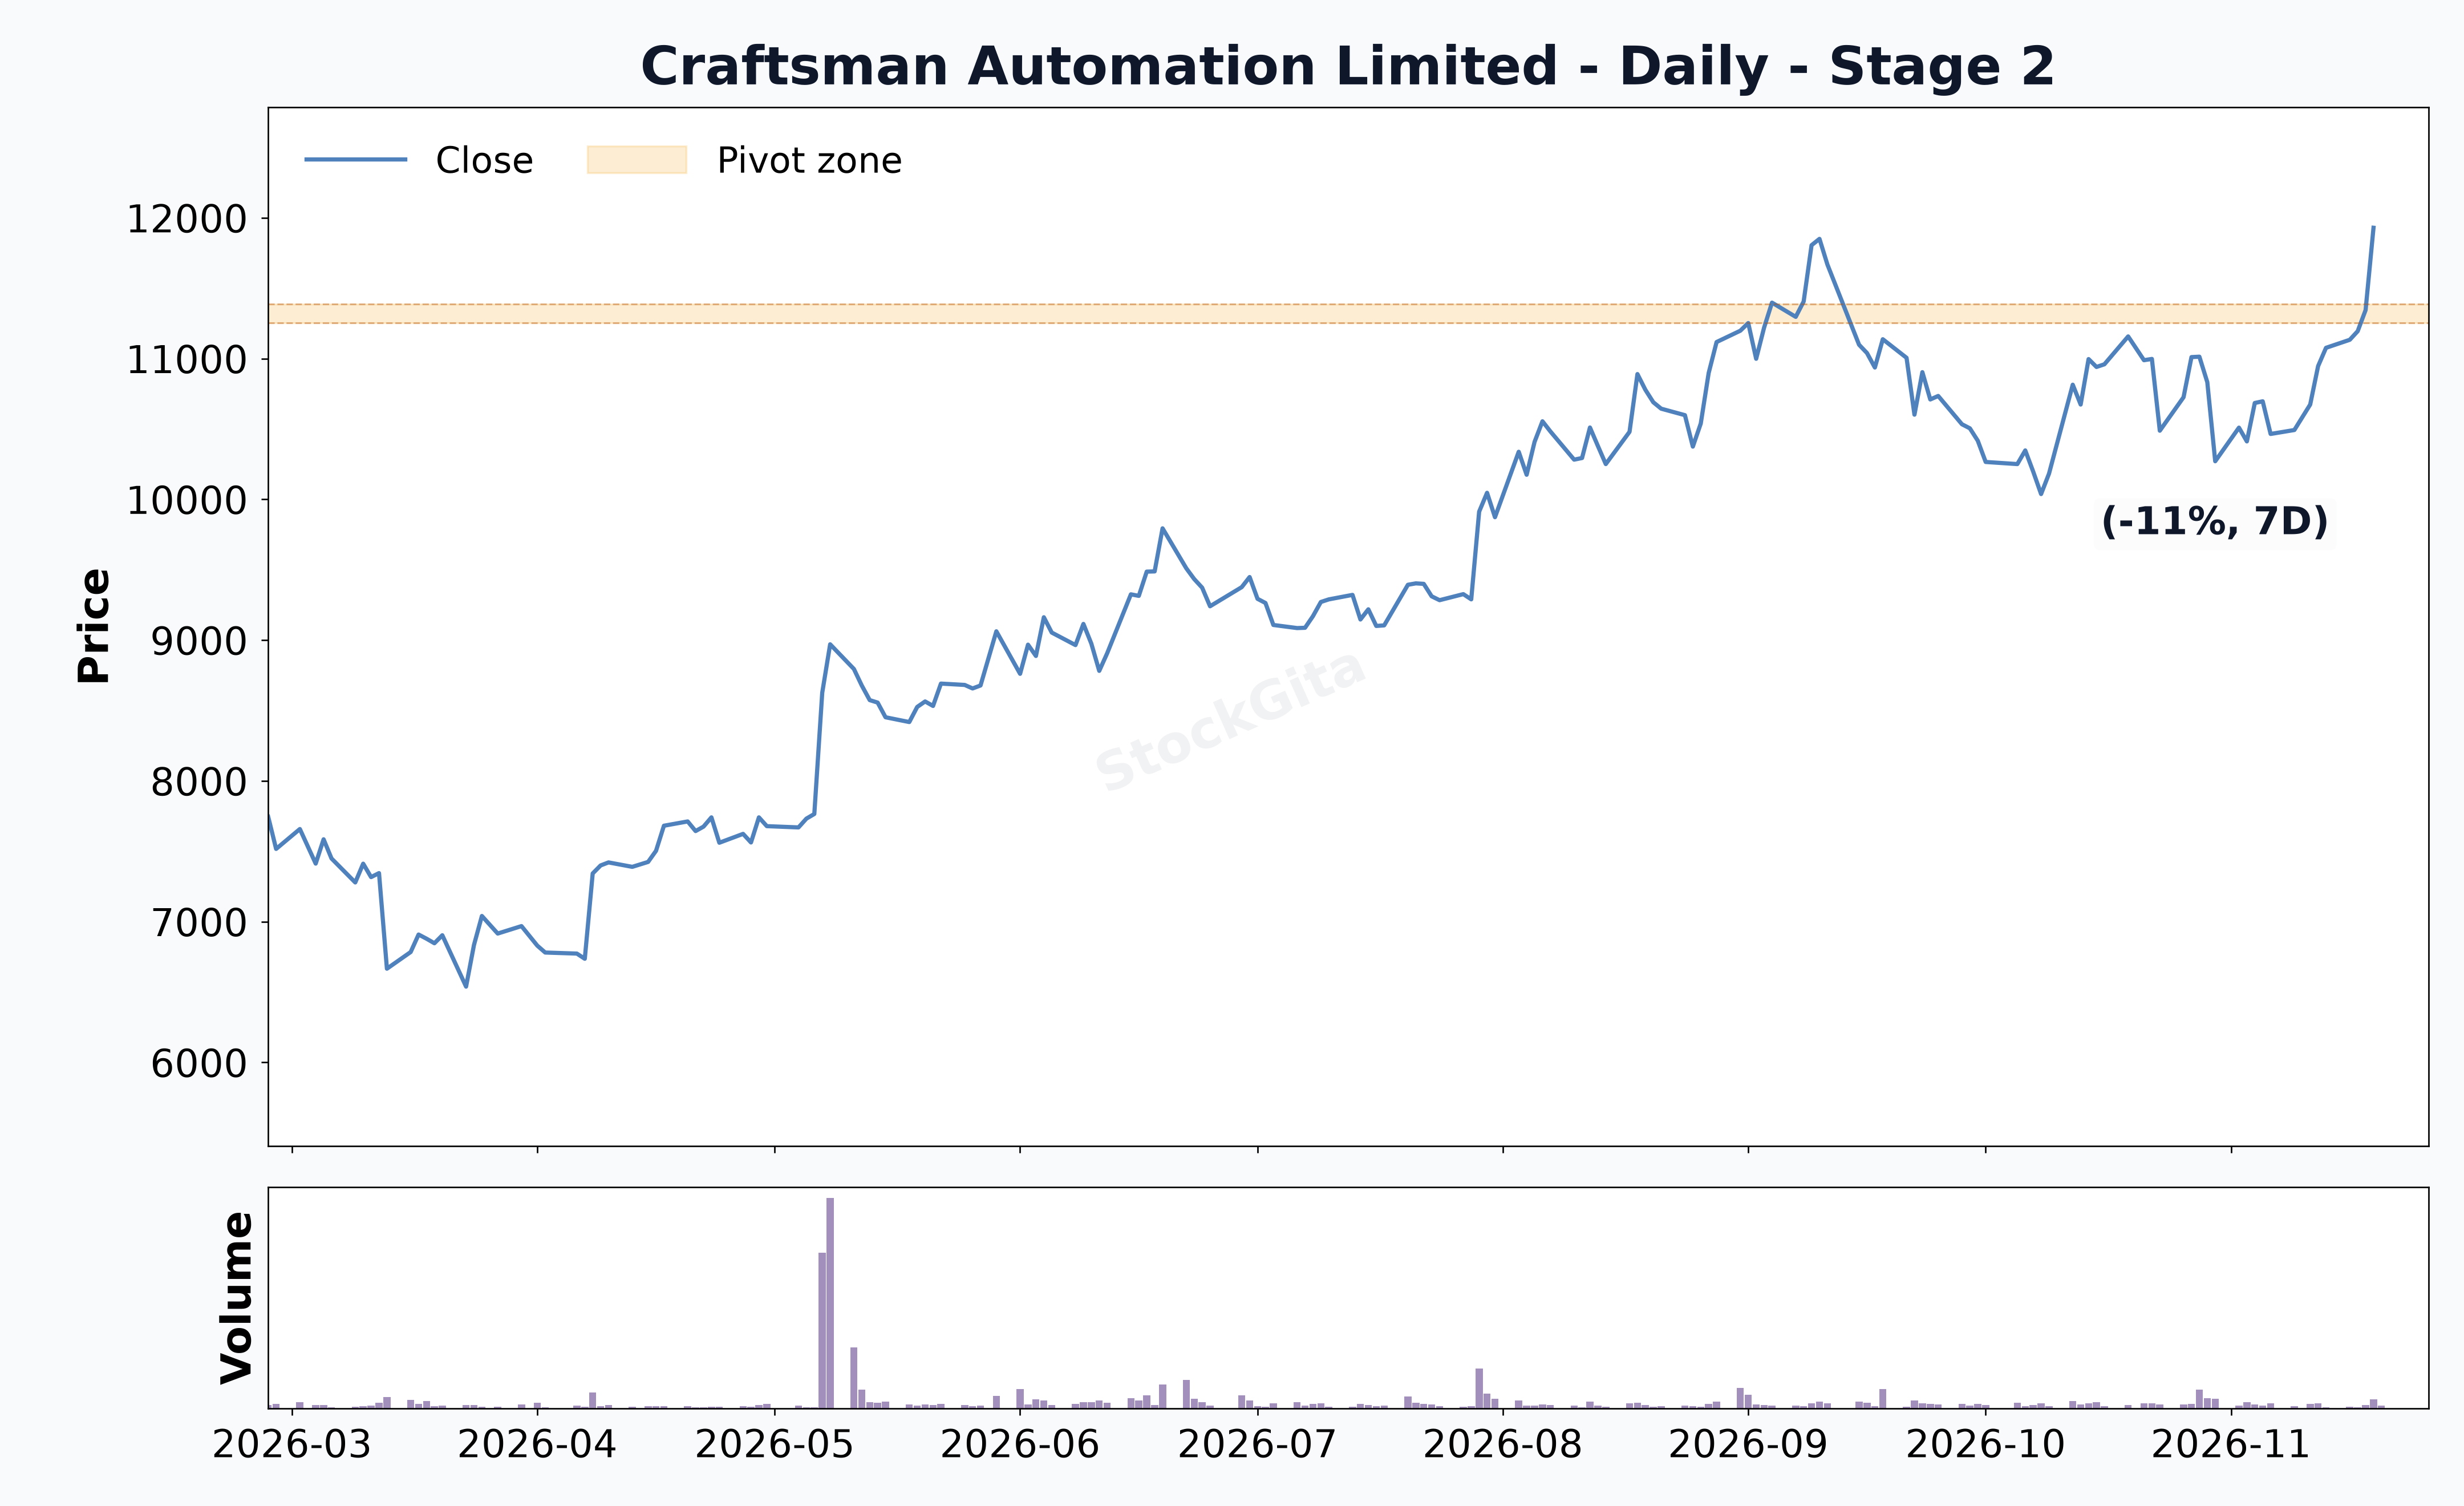 Craftsman Automation Limited - Daily - Stage 2
Close
Pivot zone
12000
11000
10000
9000
8000
7000
6000
Price
(-11%, 7D)
StockGita
Volume
2026-03
2026-04
2026-05
2026-06
2026-07
2026-08
2026-09
2026-10
2026-11